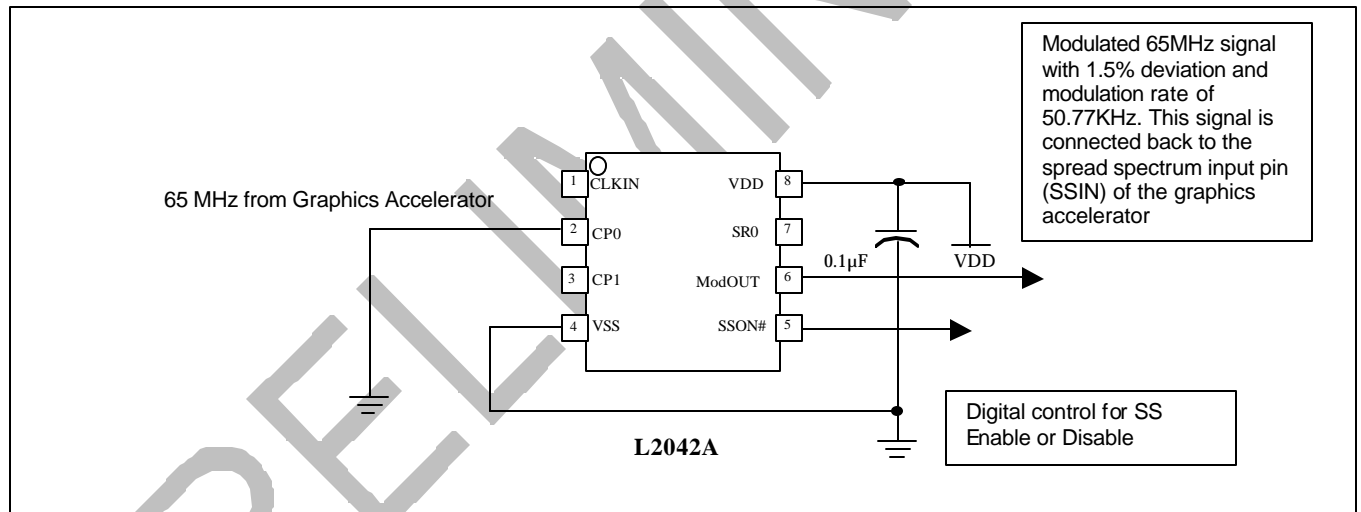 Modulated 65MHz signal
with 1.5% deviation and
modulation rate of
50.77KHz. This signal is
connected back to the
spread spectrum input pin
(SSIN) of the graphics
accelerator
65 MHz from Graphics Accelerator
1 CLKIN VDD 8
2 CP0 SR0 7
3 CP1 ModOUT 6
4 VSS SSON# 5
0.1µF VDD
L2042A
Digital control for SS
Enable or Disable